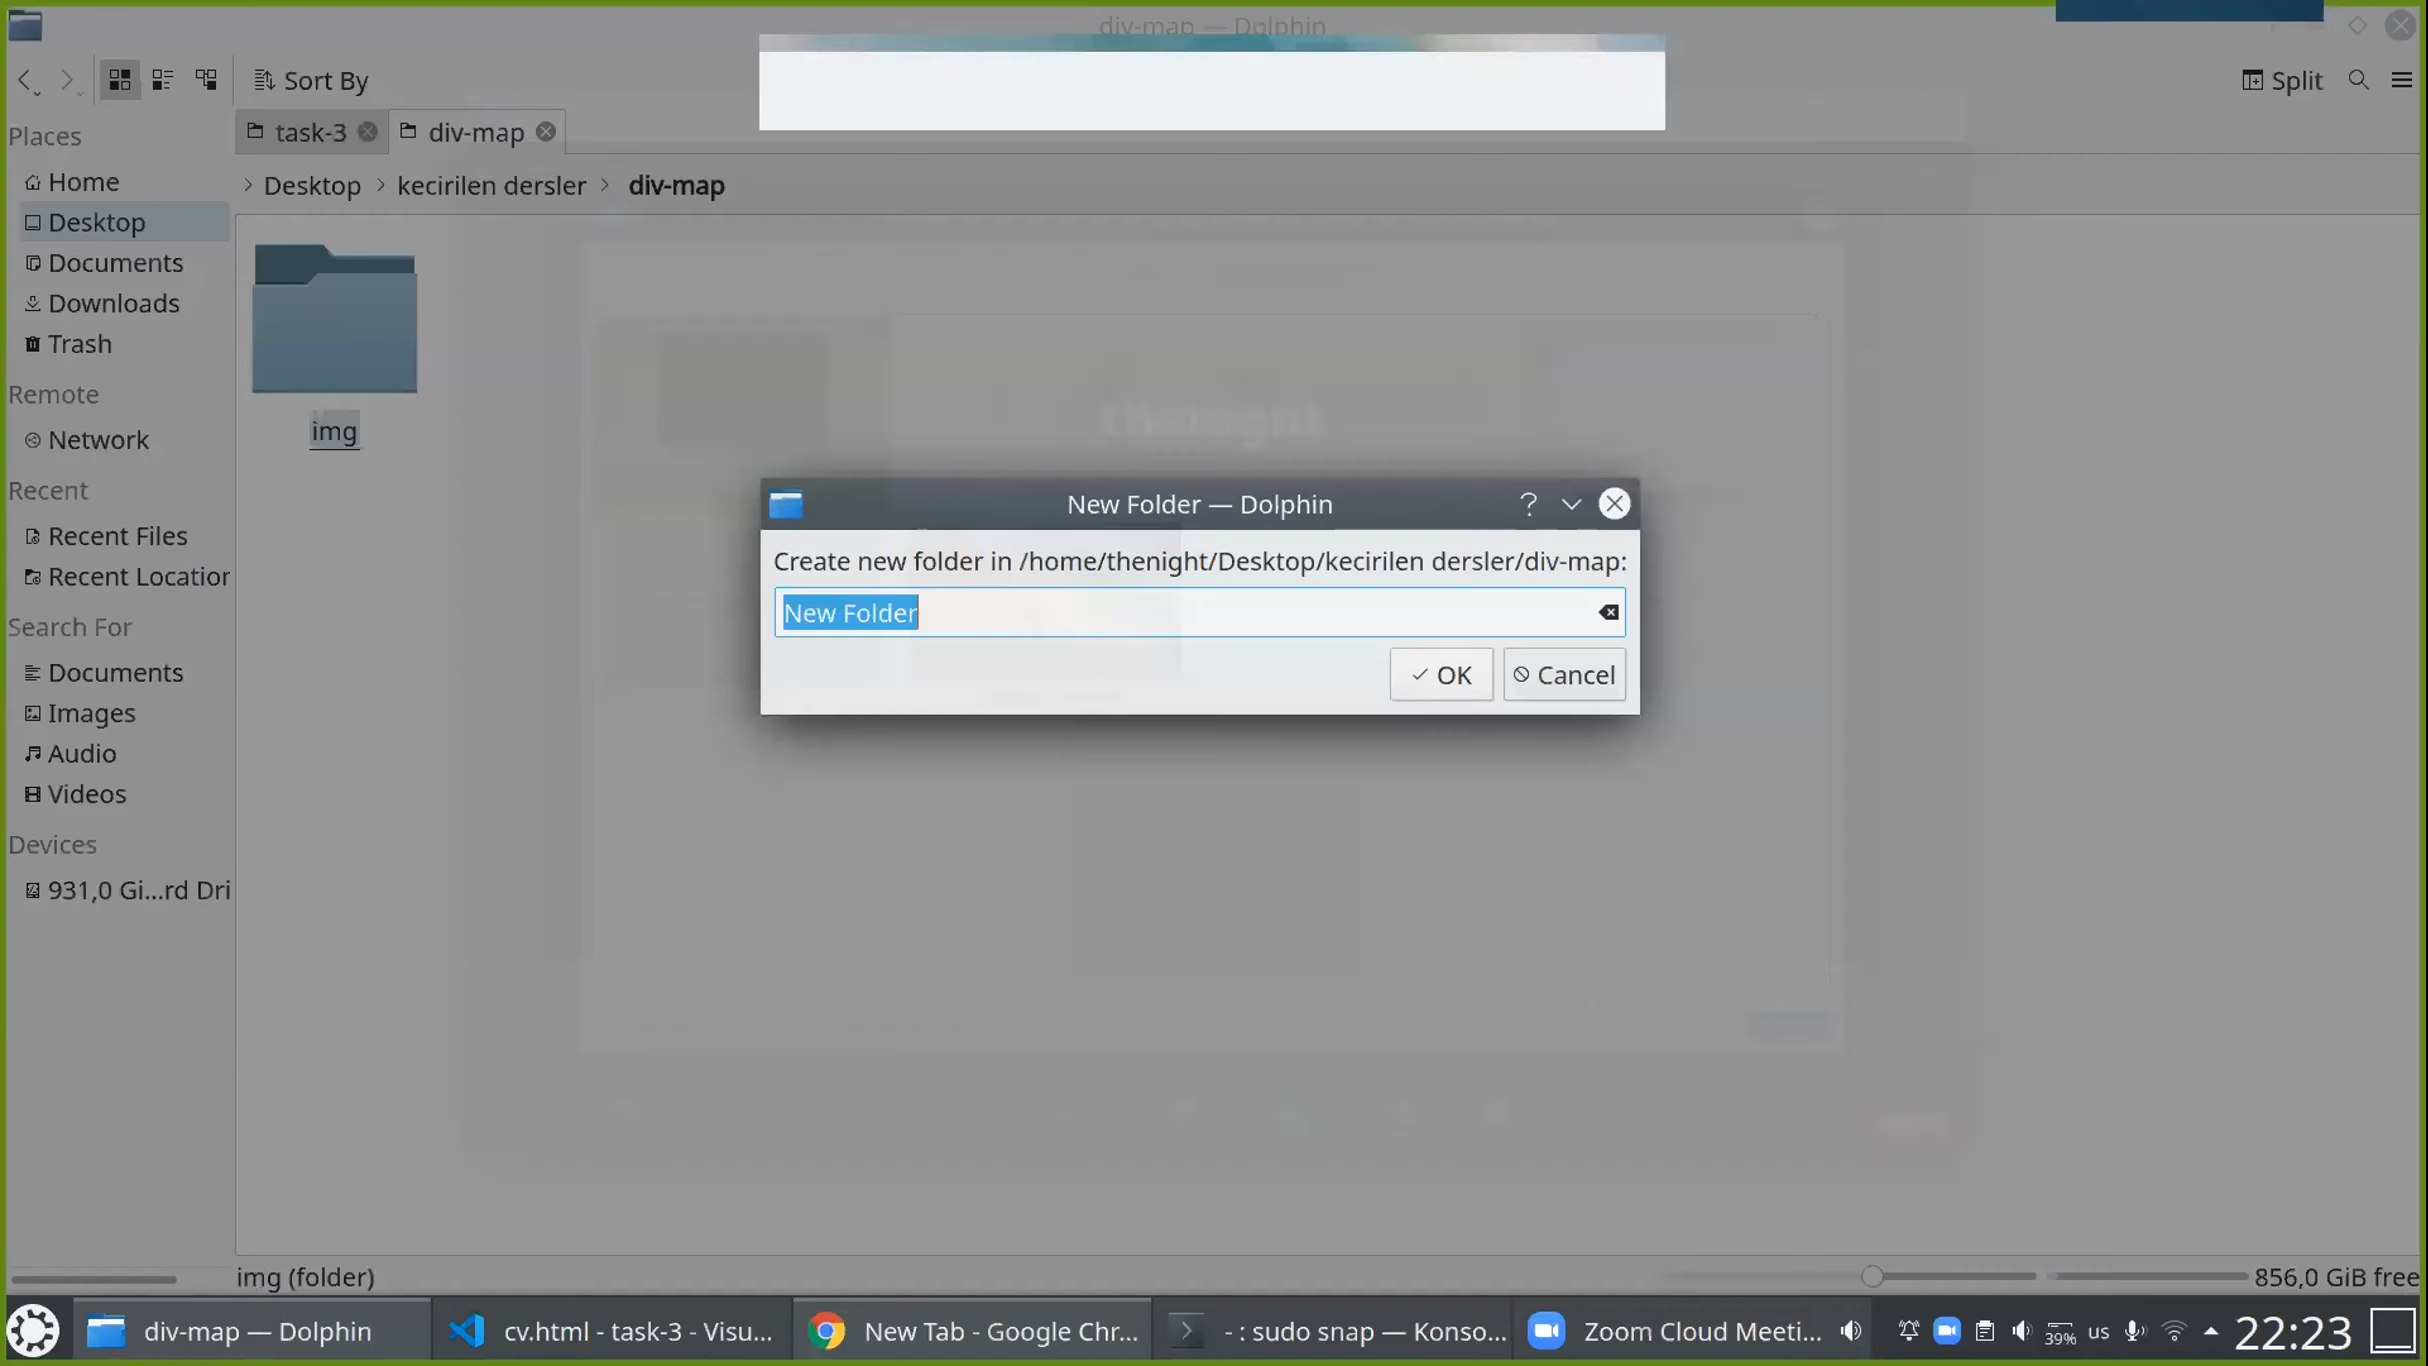 div-map — Dolphin
Sort By
Split
task-3
div-map
Places
Home
Desktop
Documents
Downloads
Trash
Remote
Network
Recent
Recent Files
Recent Location
Search For
Documents
Images
Audio
Videos
Devices
931,0 Gi...rd Dri
Desktop
kecirilen dersler
div-map
img
thenight
New Folder — Dolphin
Create new folder in /home/thenight/Desktop/kecirilen dersler/div-map:
New Folder
OK
Cancel
img (folder)
856,0 GiB free
div-map — Dolphin
cv.html - task-3 - Visu...
New Tab - Google Chr...
- : sudo snap — Konso...
Zoom Cloud Meeti...
39%
us
22:23